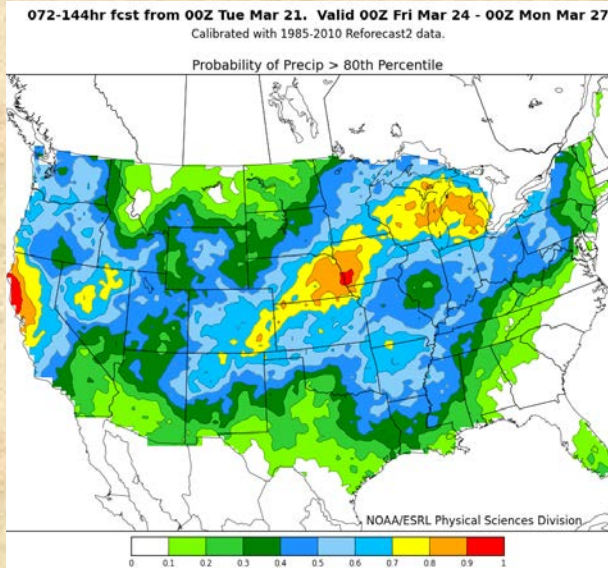 072-144hr fcst from 00Z Tue Mar 21. Valid 00Z Fri Mar 24 - 00Z Mon Mar 27
Calibrated with 1985-2010 Reforecast2 data.
Probability of Precip > 80th Percentile
NOAA/ESRL Physical Sciences Division
0. 0.1 0.2 0.3 0.4 0.5 0.6 0.7 0.8 0.9 1